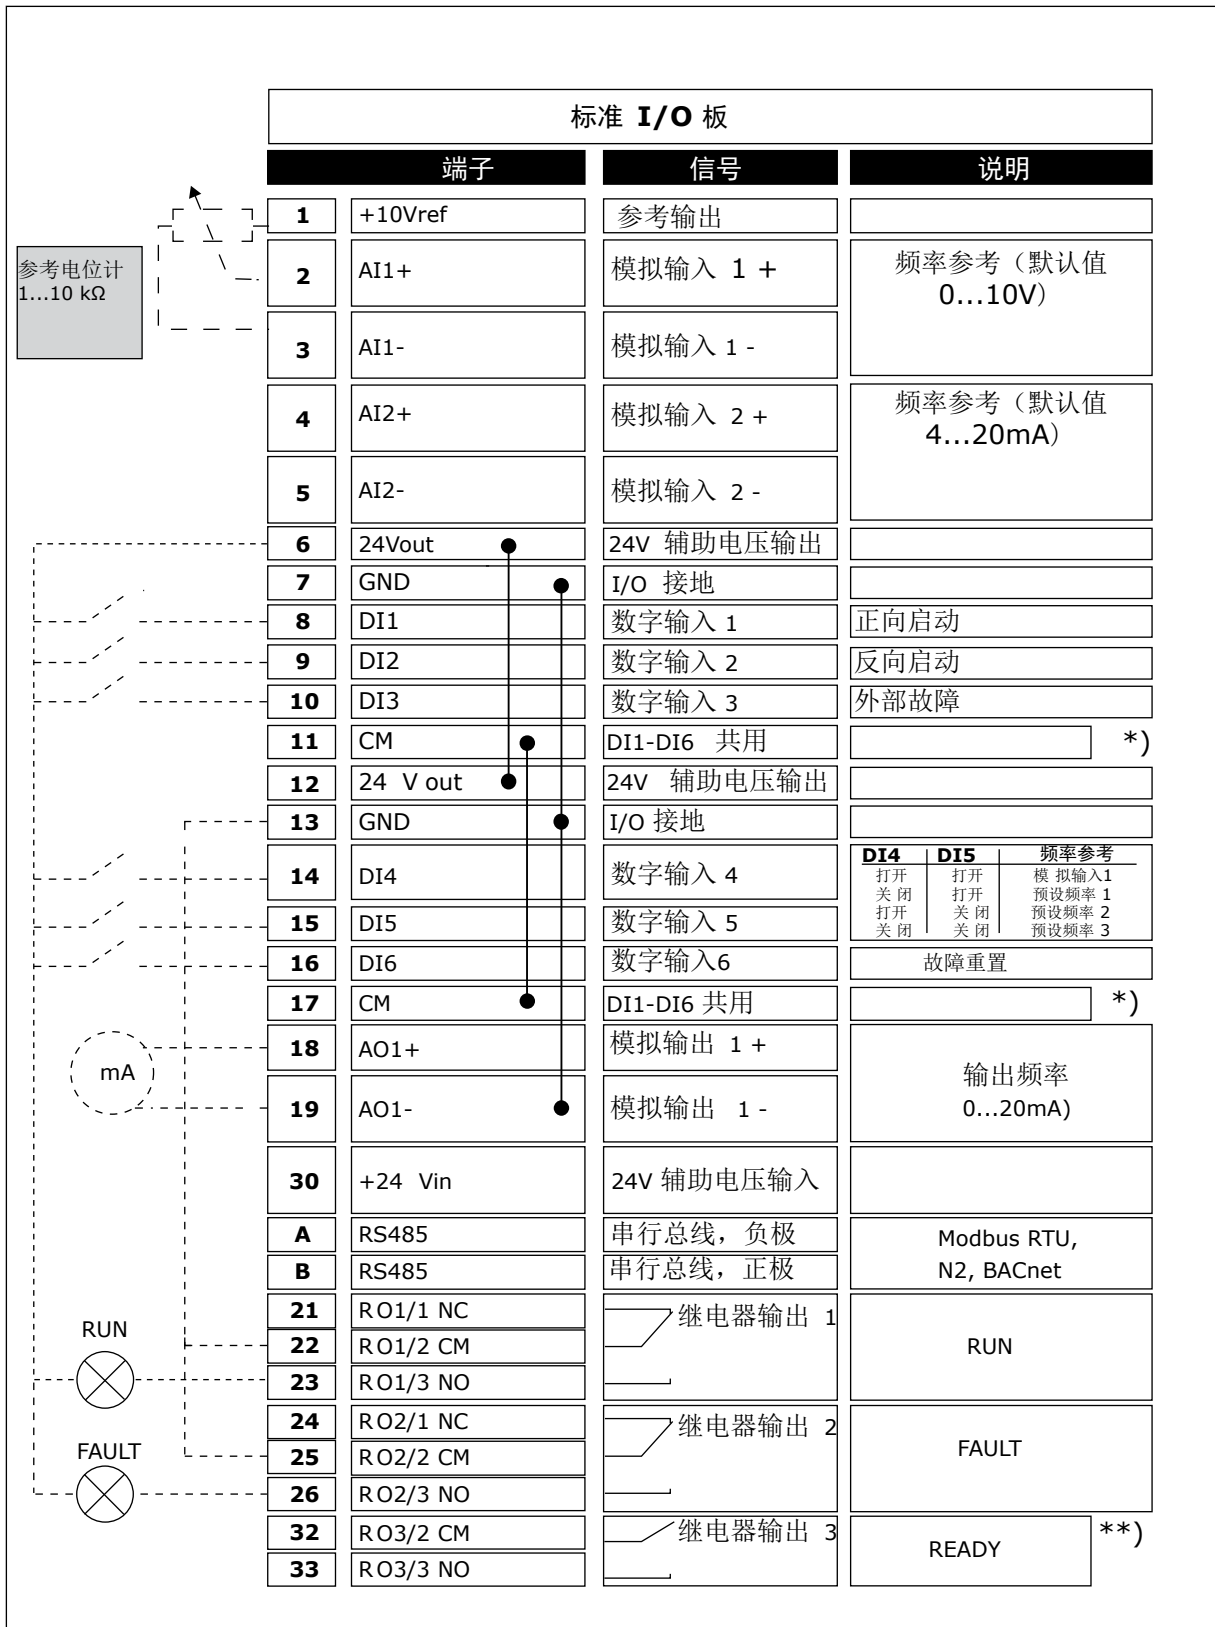 标准 I/O 板
端子 信号 说明
1 +10Vref 参考输出
参考电位计
1...10 kΩ
2 AI1+ 模拟输入 1 + 频率参考（默认值
0...10V）
3 AI1- 模拟输入 1 -
4 AI2+ 模拟输入 2 + 频率参考（默认值
4...20mA）
5 AI2- 模拟输入 2 -
6 24Vout 24V 辅助电压输出
7 GND I/O 接地
8 DI1 数字输入 1 正向启动
9 DI2 数字输入 2 反向启动
10 DI3 数字输入 3 外部故障
11 CM DI1-DI6 共用 *)
12 24 V out 24V 辅助电压输出
13 GND I/O 接地
14 DI4 数字输入 4
DI4 DI5 频率参考
打开 打开 模 拟输入1
关 闭 打开 预设频率 1
打开 关 闭 预设频率 2
关 闭 关 闭 预设频率 3
15 DI5 数字输入 5
16 DI6 数字输入6 故障重置
17 CM DI1-DI6 共用 *)
18 AO1+ 模拟输出 1 +
mA
输出频率
0...20mA)
19 AO1- 模拟输出 1 -
30 +24 Vin 24V 辅助电压输入
A RS485 串行总线，负极 Modbus RTU,
B RS485 串行总线，正极 N2, BACnet
21 RO1/1 NC 继电器输出 1
RUN
22 RO1/2 CM RUN
23 RO1/3 NO
24 RO2/1 NC 继电器输出 2
FAULT
25 RO2/2 CM FAULT
26 RO2/3 NO
32 RO3/2 CM 继电器输出 3 READY **)
33 RO3/3 NO